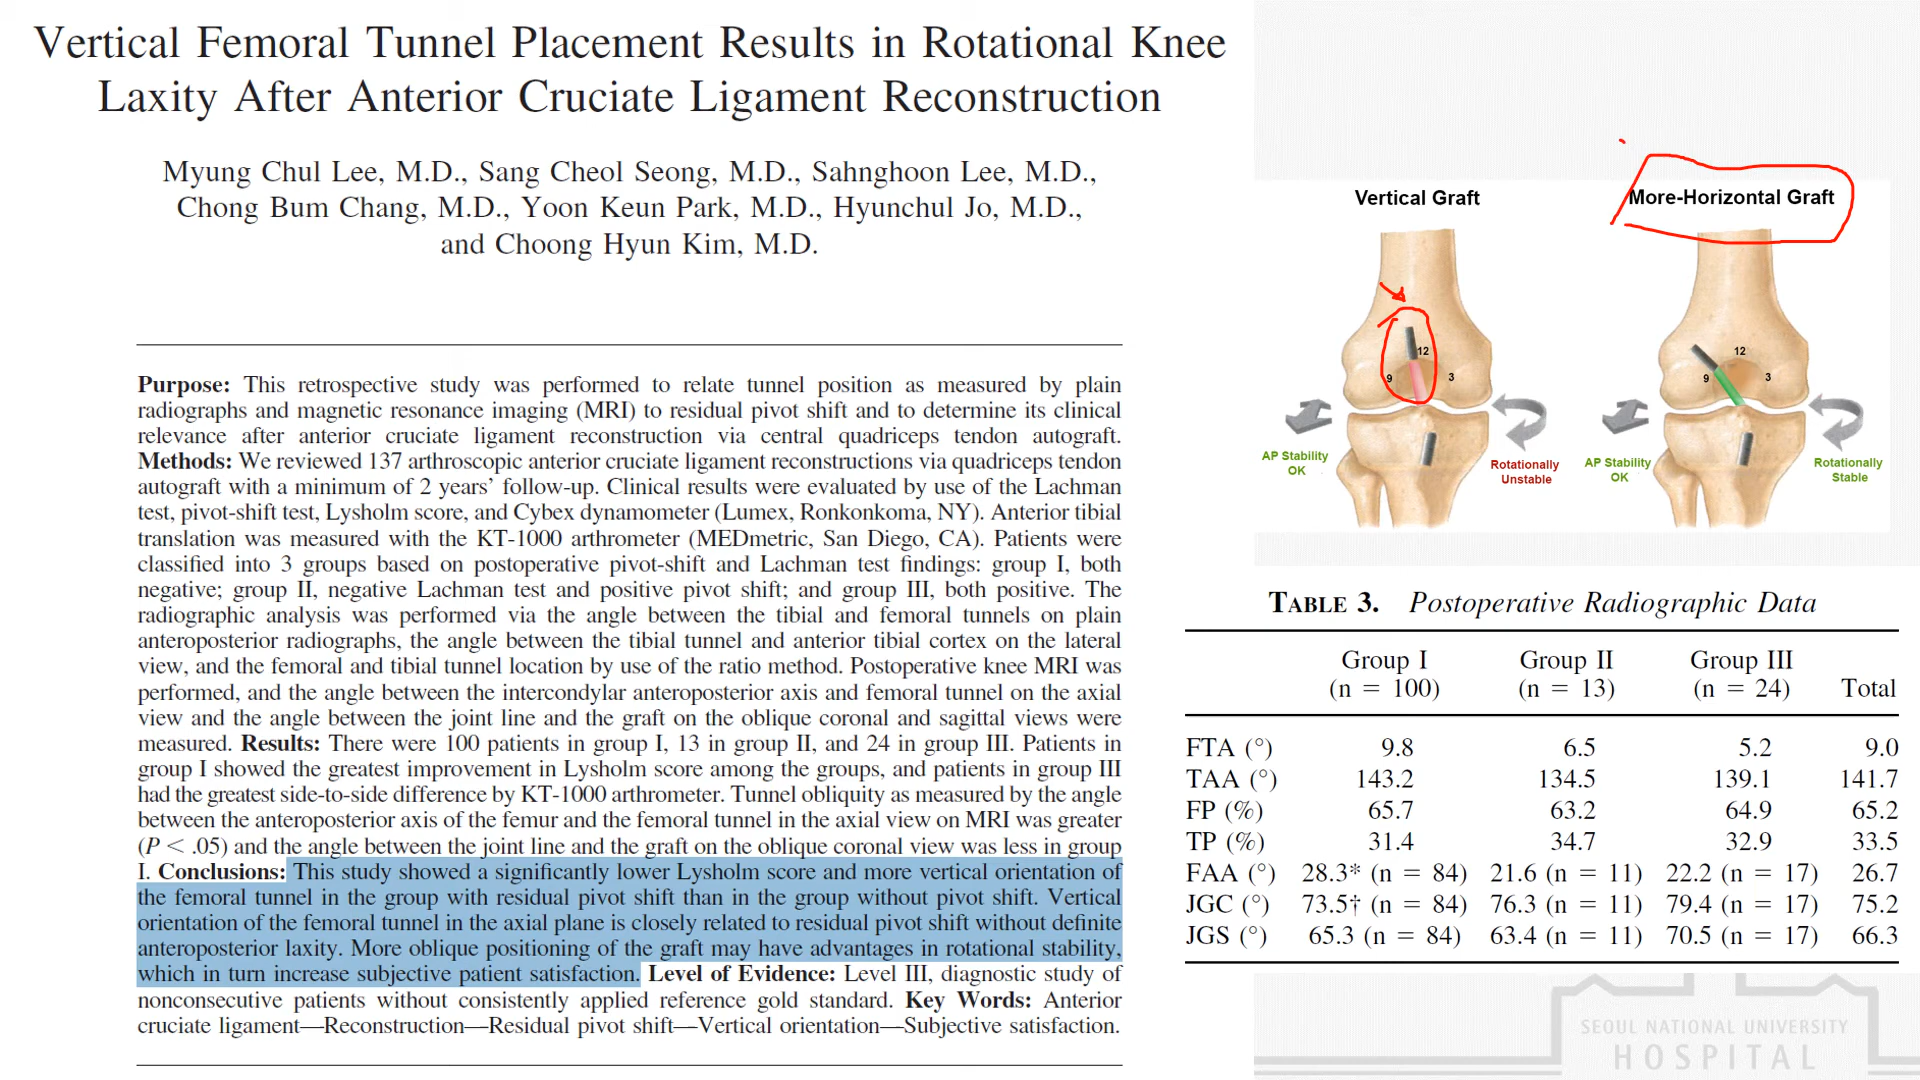 Vertical Femoral Tunnel Placement Results in Rotational Knee
Laxity After Anterior Cruciate Ligament Reconstruction
Myung Chul Lee, M.D., Sang Cheol Seong, M.D., Sahnghoon Lee, M.D.,
Chong Bum Chang, M.D., Yoon Keun Park, M.D., Hyunchul Jo, M.D.,
and Choong Hyun Kim, M.D.
Purpose: This retrospective study was performed to relate tunnel position as measured by plain
radiographs and magnetic resonance imaging (MRI) to residual pivot shift and to determine its clinical
relevance after anterior cruciate ligament reconstruction via central quadriceps tendon autograft.
Methods: We reviewed 137 arthroscopic anterior cruciate ligament reconstructions via quadriceps tendon
autograft with a minimum of 2 years’ follow-up. Clinical results were evaluated by use of the Lachman
test, pivot-shift test, Lysholm score, and Cybex dynamometer (Lumex, Ronkonkoma, NY). Anterior tibial
translation was measured with the KT-1000 arthrometer (MEDmetric, San Diego, CA). Patients were
classified into 3 groups based on postoperative pivot-shift and Lachman test findings: group I, both
negative; group II, negative Lachman test and positive pivot shift; and group III, both positive. The
radiographic analysis was performed via the angle between the tibial and femoral tunnels on plain
anteroposterior radiographs, the angle between the tibial tunnel and anterior tibial cortex on the lateral
view, and the femoral and tibial tunnel location by use of the ratio method. Postoperative knee MRI was
performed, and the angle between the intercondylar anteroposterior axis and femoral tunnel on the axial
view and the angle between the joint line and the graft on the oblique coronal and sagittal views were
measured. Results: There were 100 patients in group I, 13 in group II, and 24 in group III. Patients in
group I showed the greatest improvement in Lysholm score among the groups, and patients in group III
had the greatest side-to-side difference by KT-1000 arthrometer. Tunnel obliquity as measured by the angle
between the anteroposterior axis of the femur and the femoral tunnel in the axial view on MRI was greater
(P < .05) and the angle between the joint line and the graft on the oblique coronal view was less in group
I. Conclusions: This study showed a significantly lower Lysholm score and more vertical orientation of
the femoral tunnel in the group with residual pivot shift than in the group without pivot shift. Vertical
orientation of the femoral tunnel in the axial plane is closely related to residual pivot shift without definite
anteroposterior laxity. More oblique positioning of the graft may have advantages in rotational stability,
which in turn increase subjective patient satisfaction. Level of Evidence: Level III, diagnostic study of
nonconsecutive patients without consistently applied reference gold standard. Key Words: Anterior
cruciate ligament—Reconstruction—Residual pivot shift—Vertical orientation—Subjective satisfaction.
Vertical Graft
More-Horizontal Graft
12
9
3
AP Stability
OK
Rotationally
Unstable
12
9
3
AP Stability
OK
Rotationally
Stable
TABLE 3. Postoperative Radiographic Data
Group I Group II Group III
(n = 100) (n = 13) (n = 24) Total
FTA (°) 9.8 6.5 5.2 9.0
TAA (°) 143.2 134.5 139.1 141.7
FP (%) 65.7 63.2 64.9 65.2
TP (%) 31.4 34.7 32.9 33.5
FAA (°) 28.3* (n = 84) 21.6 (n = 11) 22.2 (n = 17) 26.7
JGC (°) 73.5† (n = 84) 76.3 (n = 11) 79.4 (n = 17) 75.2
JGS (°) 65.3 (n = 84) 63.4 (n = 11) 70.5 (n = 17) 66.3
SEOUL NATIONAL UNIVERSITY
HOSPITAL